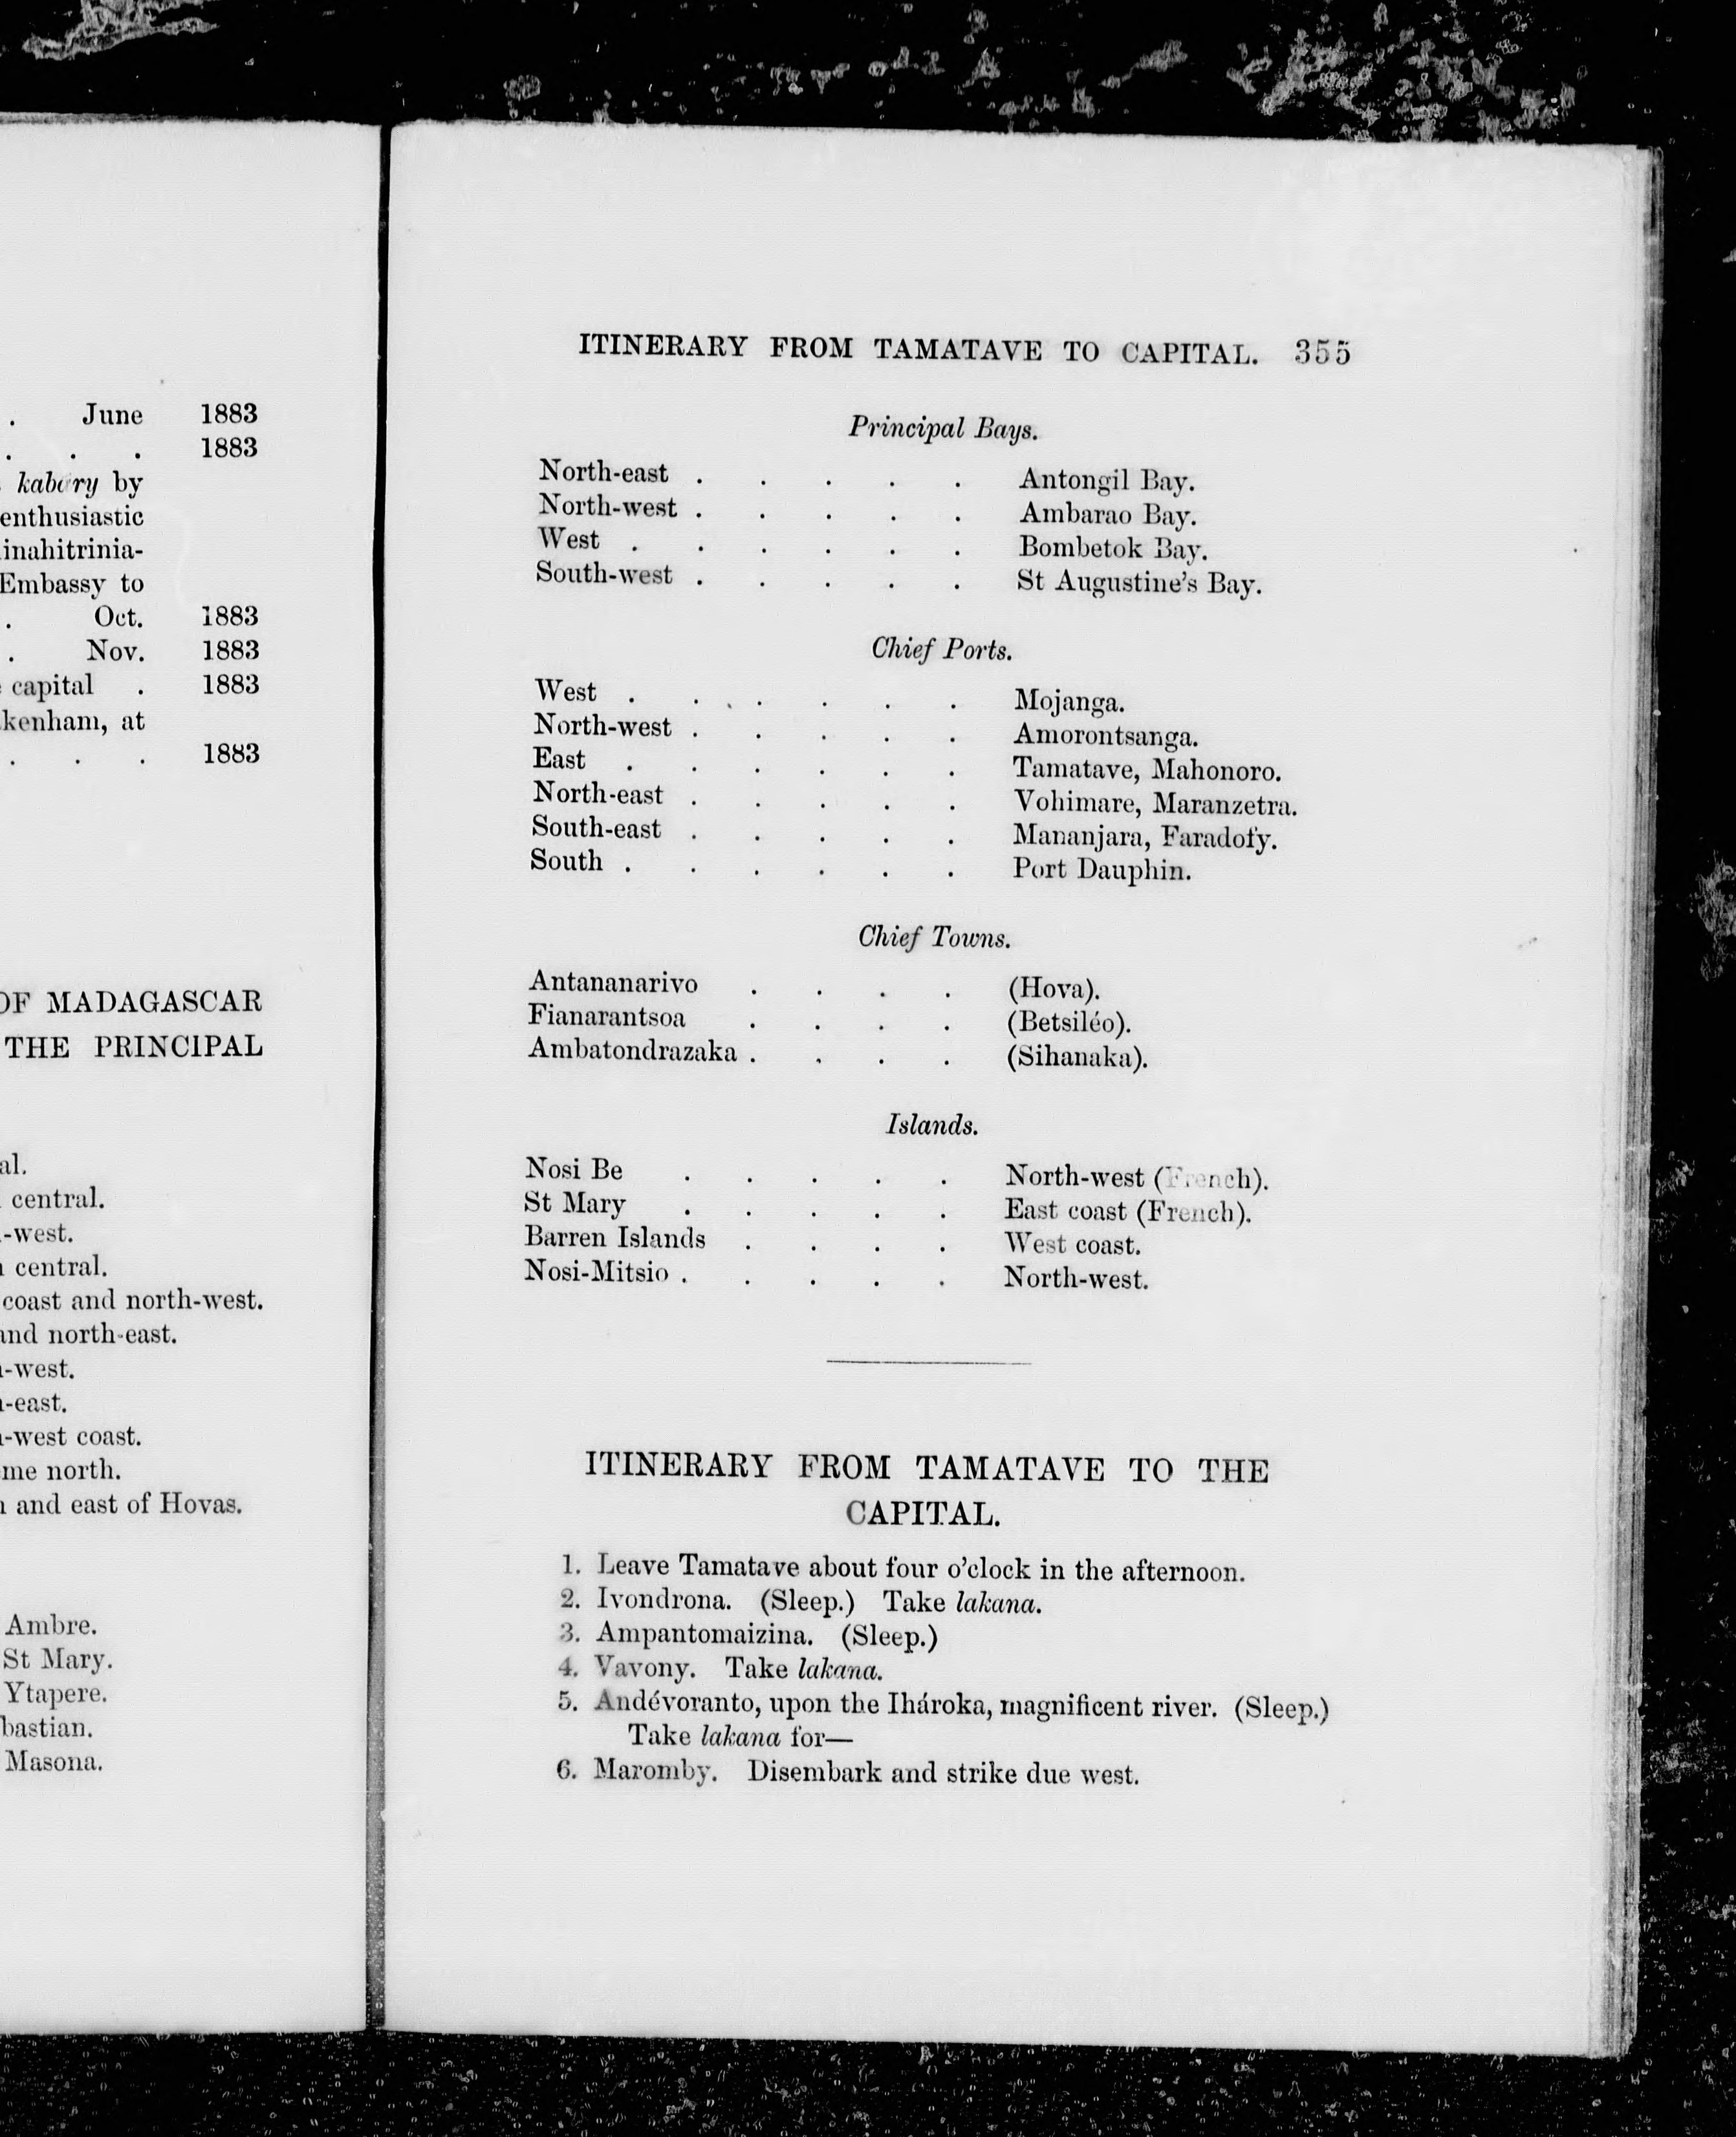 . June 1883
. . . 1883
kabary by
enthusiastic
inahitrinia-
Embassy to
. Oct. 1883
. Nov. 1883
capital . 1883
kenham, at
. . . 1883
OF MADAGASCAR
THE PRINCIPAL
al.
central.
-west.
central.
coast and north-west.
and north-east.
-west.
-east.
-west coast.
me north.
and east of Hovas.
Ambre.
St Mary.
Ytapere.
bastian.
Masona.
ITINERARY FROM TAMATAVE TO CAPITAL. 355
Principal Bays.
North-east . . . . . Antongil Bay.
North-west . . . . . Ambarao Bay.
West . . . . . . Bombetok Bay.
South-west . . . . . St Augustine's Bay.
Chief Ports.
West . . . . . . Mojanga.
North-west . . . . . Amorontsanga.
East . . . . . . Tamatave, Mahonoro.
North-east . . . . . Vohimare, Maranzetra.
South-east . . . . . Mananjara, Faradofy.
South . . . . . . Port Dauphin.
Chief Towns.
Antananarivo . . . . (Hova).
Fianarantsoa . . . . (Betsiléo).
Ambatondrazaka . . . . (Sihanaka).
Islands.
Nosi Be . . . . . North-west (French).
St Mary . . . . . East coast (French).
Barren Islands . . . . West coast.
Nosi-Mitsio . . . . . North-west.
ITINERARY FROM TAMATAVE TO THE
CAPITAL.
1. Leave Tamatave about four o'clock in the afternoon.
2. Ivondrona. (Sleep.) Take lakana.
3. Ampantomaizina. (Sleep.)
4. Vavony. Take lakana.
5. Andévoranto, upon the Ihároka, magnificent river. (Sleep.)
Take lakana for—
6. Maromby. Disembark and strike due west.